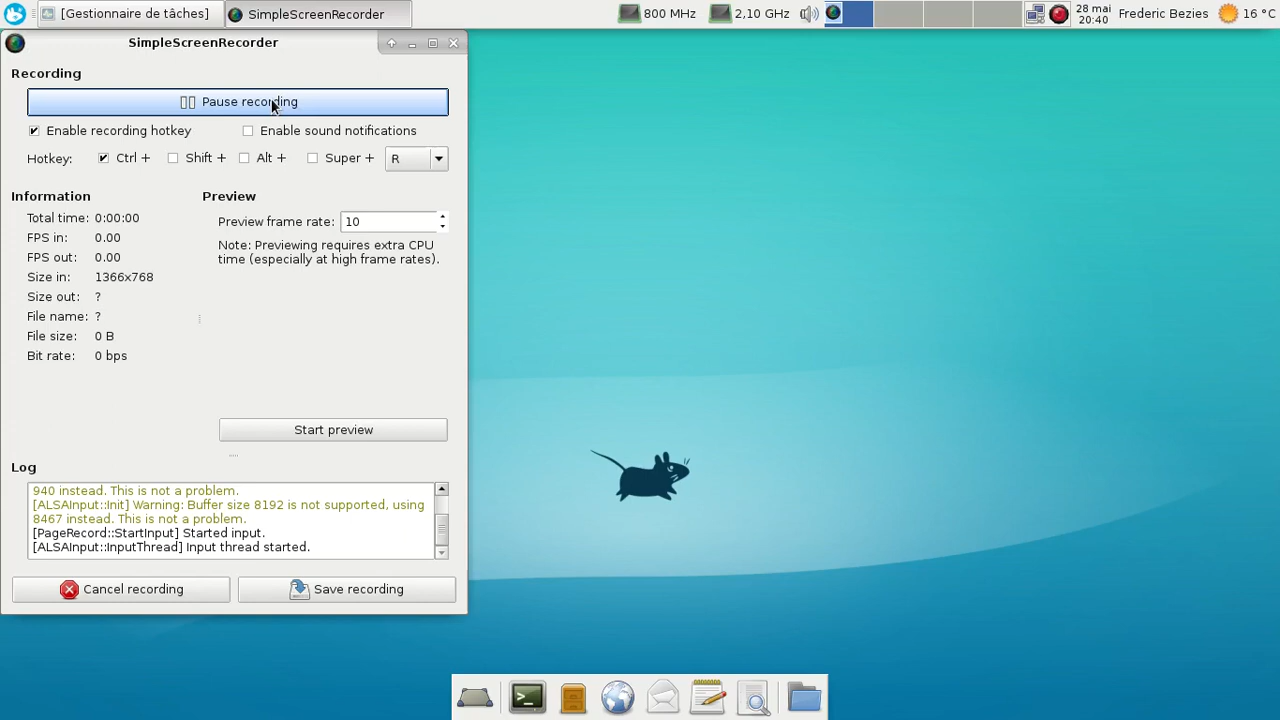 [Gestionnaire de tâches]
SimpleScreenRecorder
800 MHz
2,10 GHz
28 mai
20:40
Frederic Bezies
16 °C
SimpleScreenRecorder
Recording
Pause recording
Enable recording hotkey
Enable sound notifications
Hotkey: Ctrl + Shift + Alt + Super + R
Information
Total time: 0:00:00
FPS in: 0.00
FPS out: 0.00
Size in: 1366x768
Size out: ?
File name: ?
File size: 0 B
Bit rate: 0 bps
Preview
Preview frame rate: 10
Note: Previewing requires extra CPU
time (especially at high frame rates).
Start preview
Log
940 instead. This is not a problem.
[ALSAInput::Init] Warning: Buffer size 8192 is not supported, using
8467 instead. This is not a problem.
[PageRecord::StartInput] Started input.
[ALSAInput::InputThread] Input thread started.
Cancel recording
Save recording